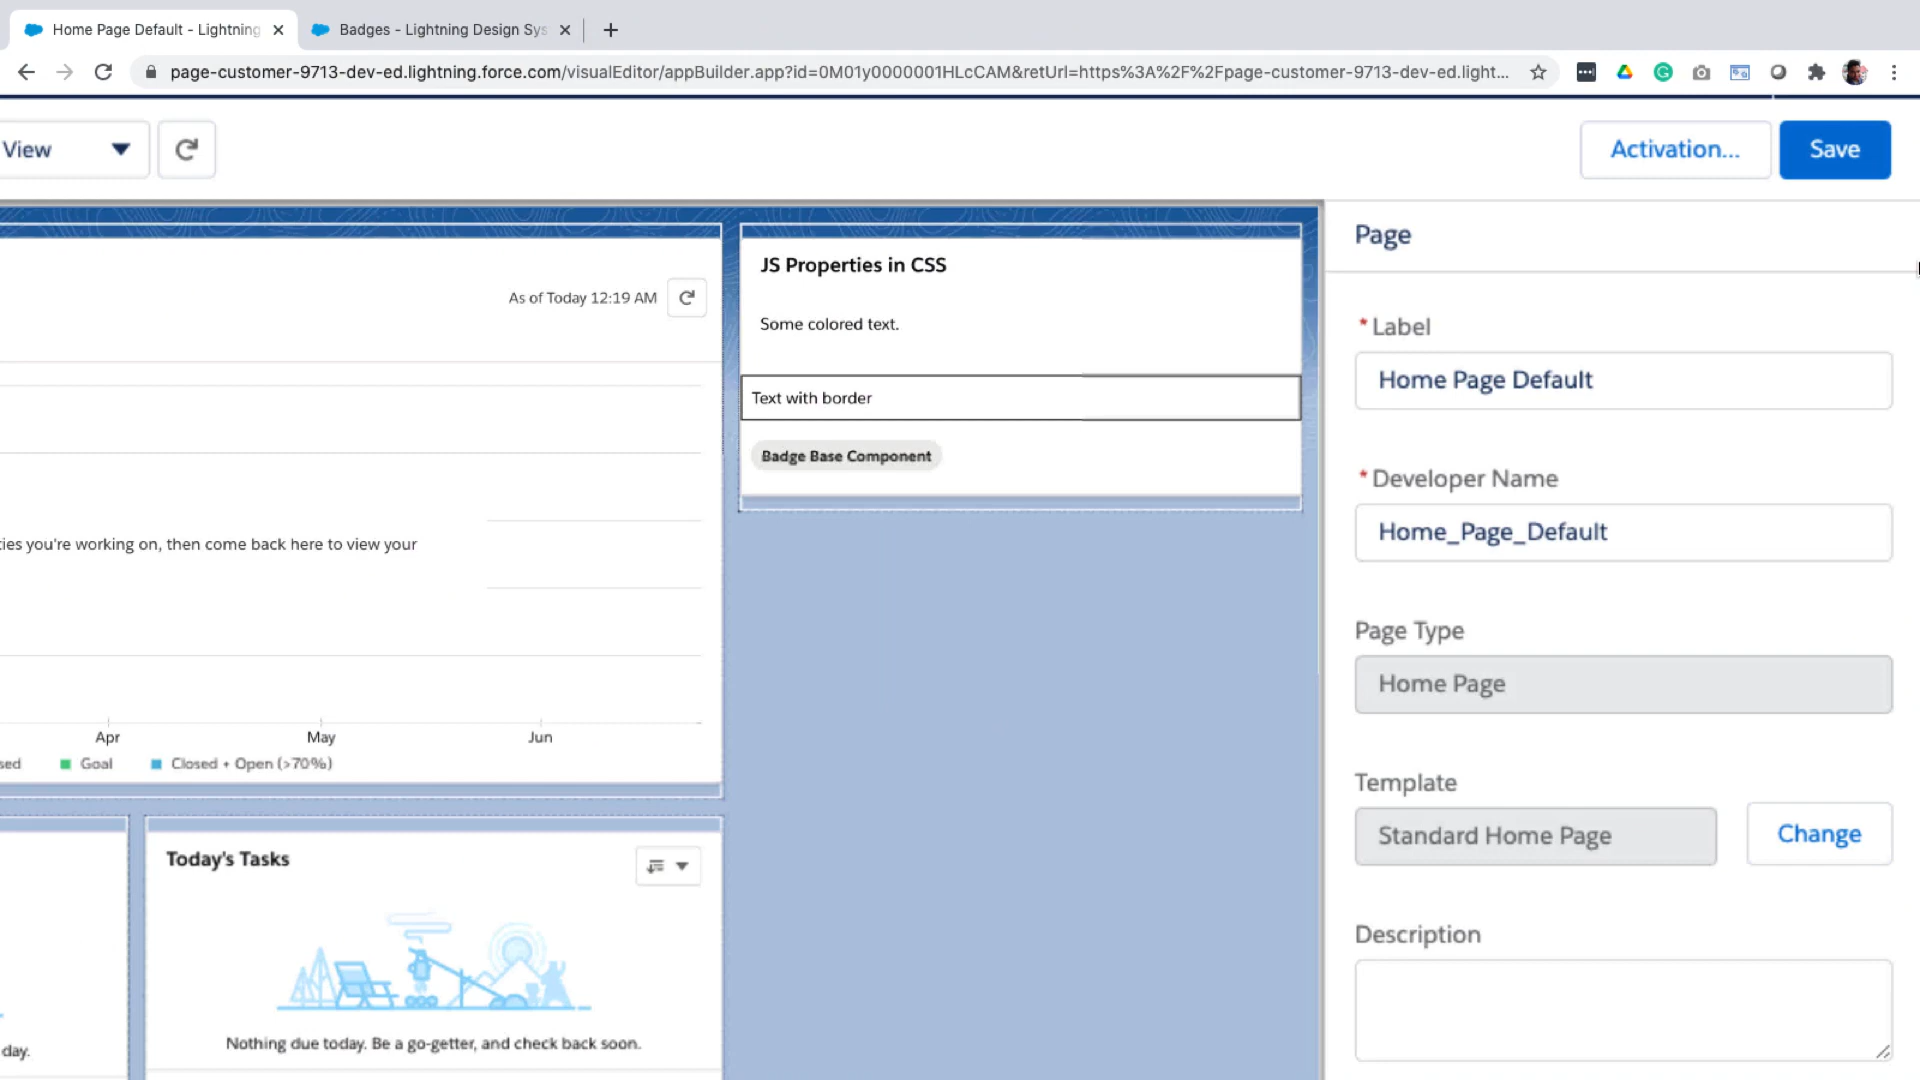 Home Page Default - Lightning
Badges - Lightning Design Sys
page-customer-9713-dev-ed.lightning.force.com/visualEditor/appBuilder.app?id=0M01y0000001HLcCAM&retUrl=https%3A%2F%2Fpage-customer-9713-dev-ed.light...
View
Activation...
Save
As of Today 12:19 AM
ties you're working on, then come back here to view your
Apr
May
Jun
sed
Goal
Closed + Open (>70%)
day.
Today's Tasks
Nothing due today. Be a go-getter, and check back soon.
JS Properties in CSS
Some colored text.
Text with border
Badge Base Component
Page
* Label
Home Page Default
* Developer Name
Home_Page_Default
Page Type
Home Page
Template
Standard Home Page
Change
Description